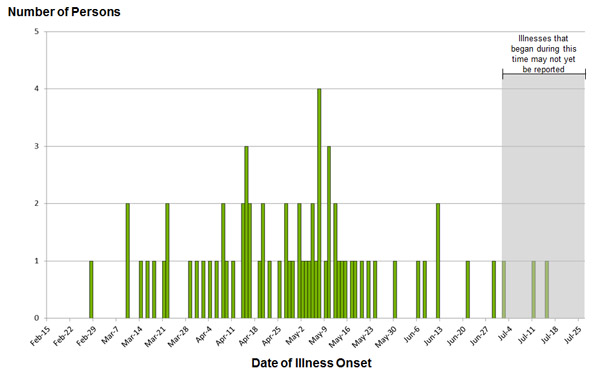 Number of Persons
5
Illnesses that
began during this
time may not yet
be reported
4
3
2
1
0
Feb-15
Feb-22
Feb-29
Mar-7
Mar-14
Mar-21
Mar-28
Apr-4
Apr-11
Apr-18
Apr-25
May-2
May-9
May-16
May-23
May-30
Jun-6
Jun-13
Jun-20
Jun-27
Jul-4
Jul-11
Jul-18
Jul-25
Date of Illness Onset